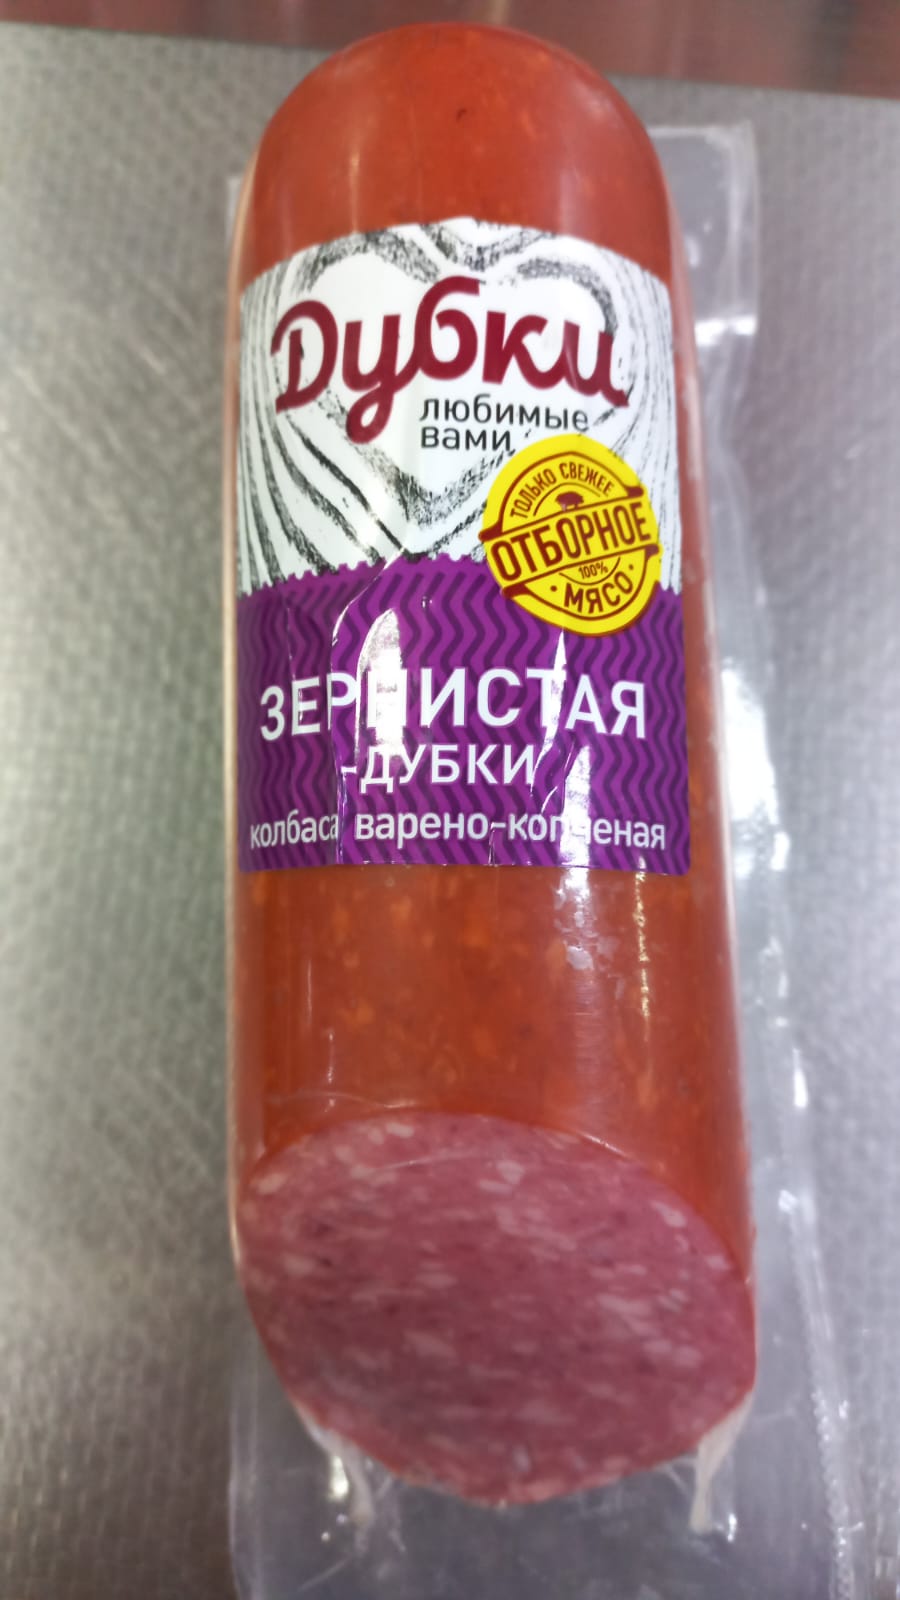 Дубки
любимые
вами
ТОЛЬКО СВЕЖЕЕ
ОТБОРНОЕ
100%
МЯСО
ЗЕРНИСТАЯ
-ДУБКИ
колбаса варено-копченая